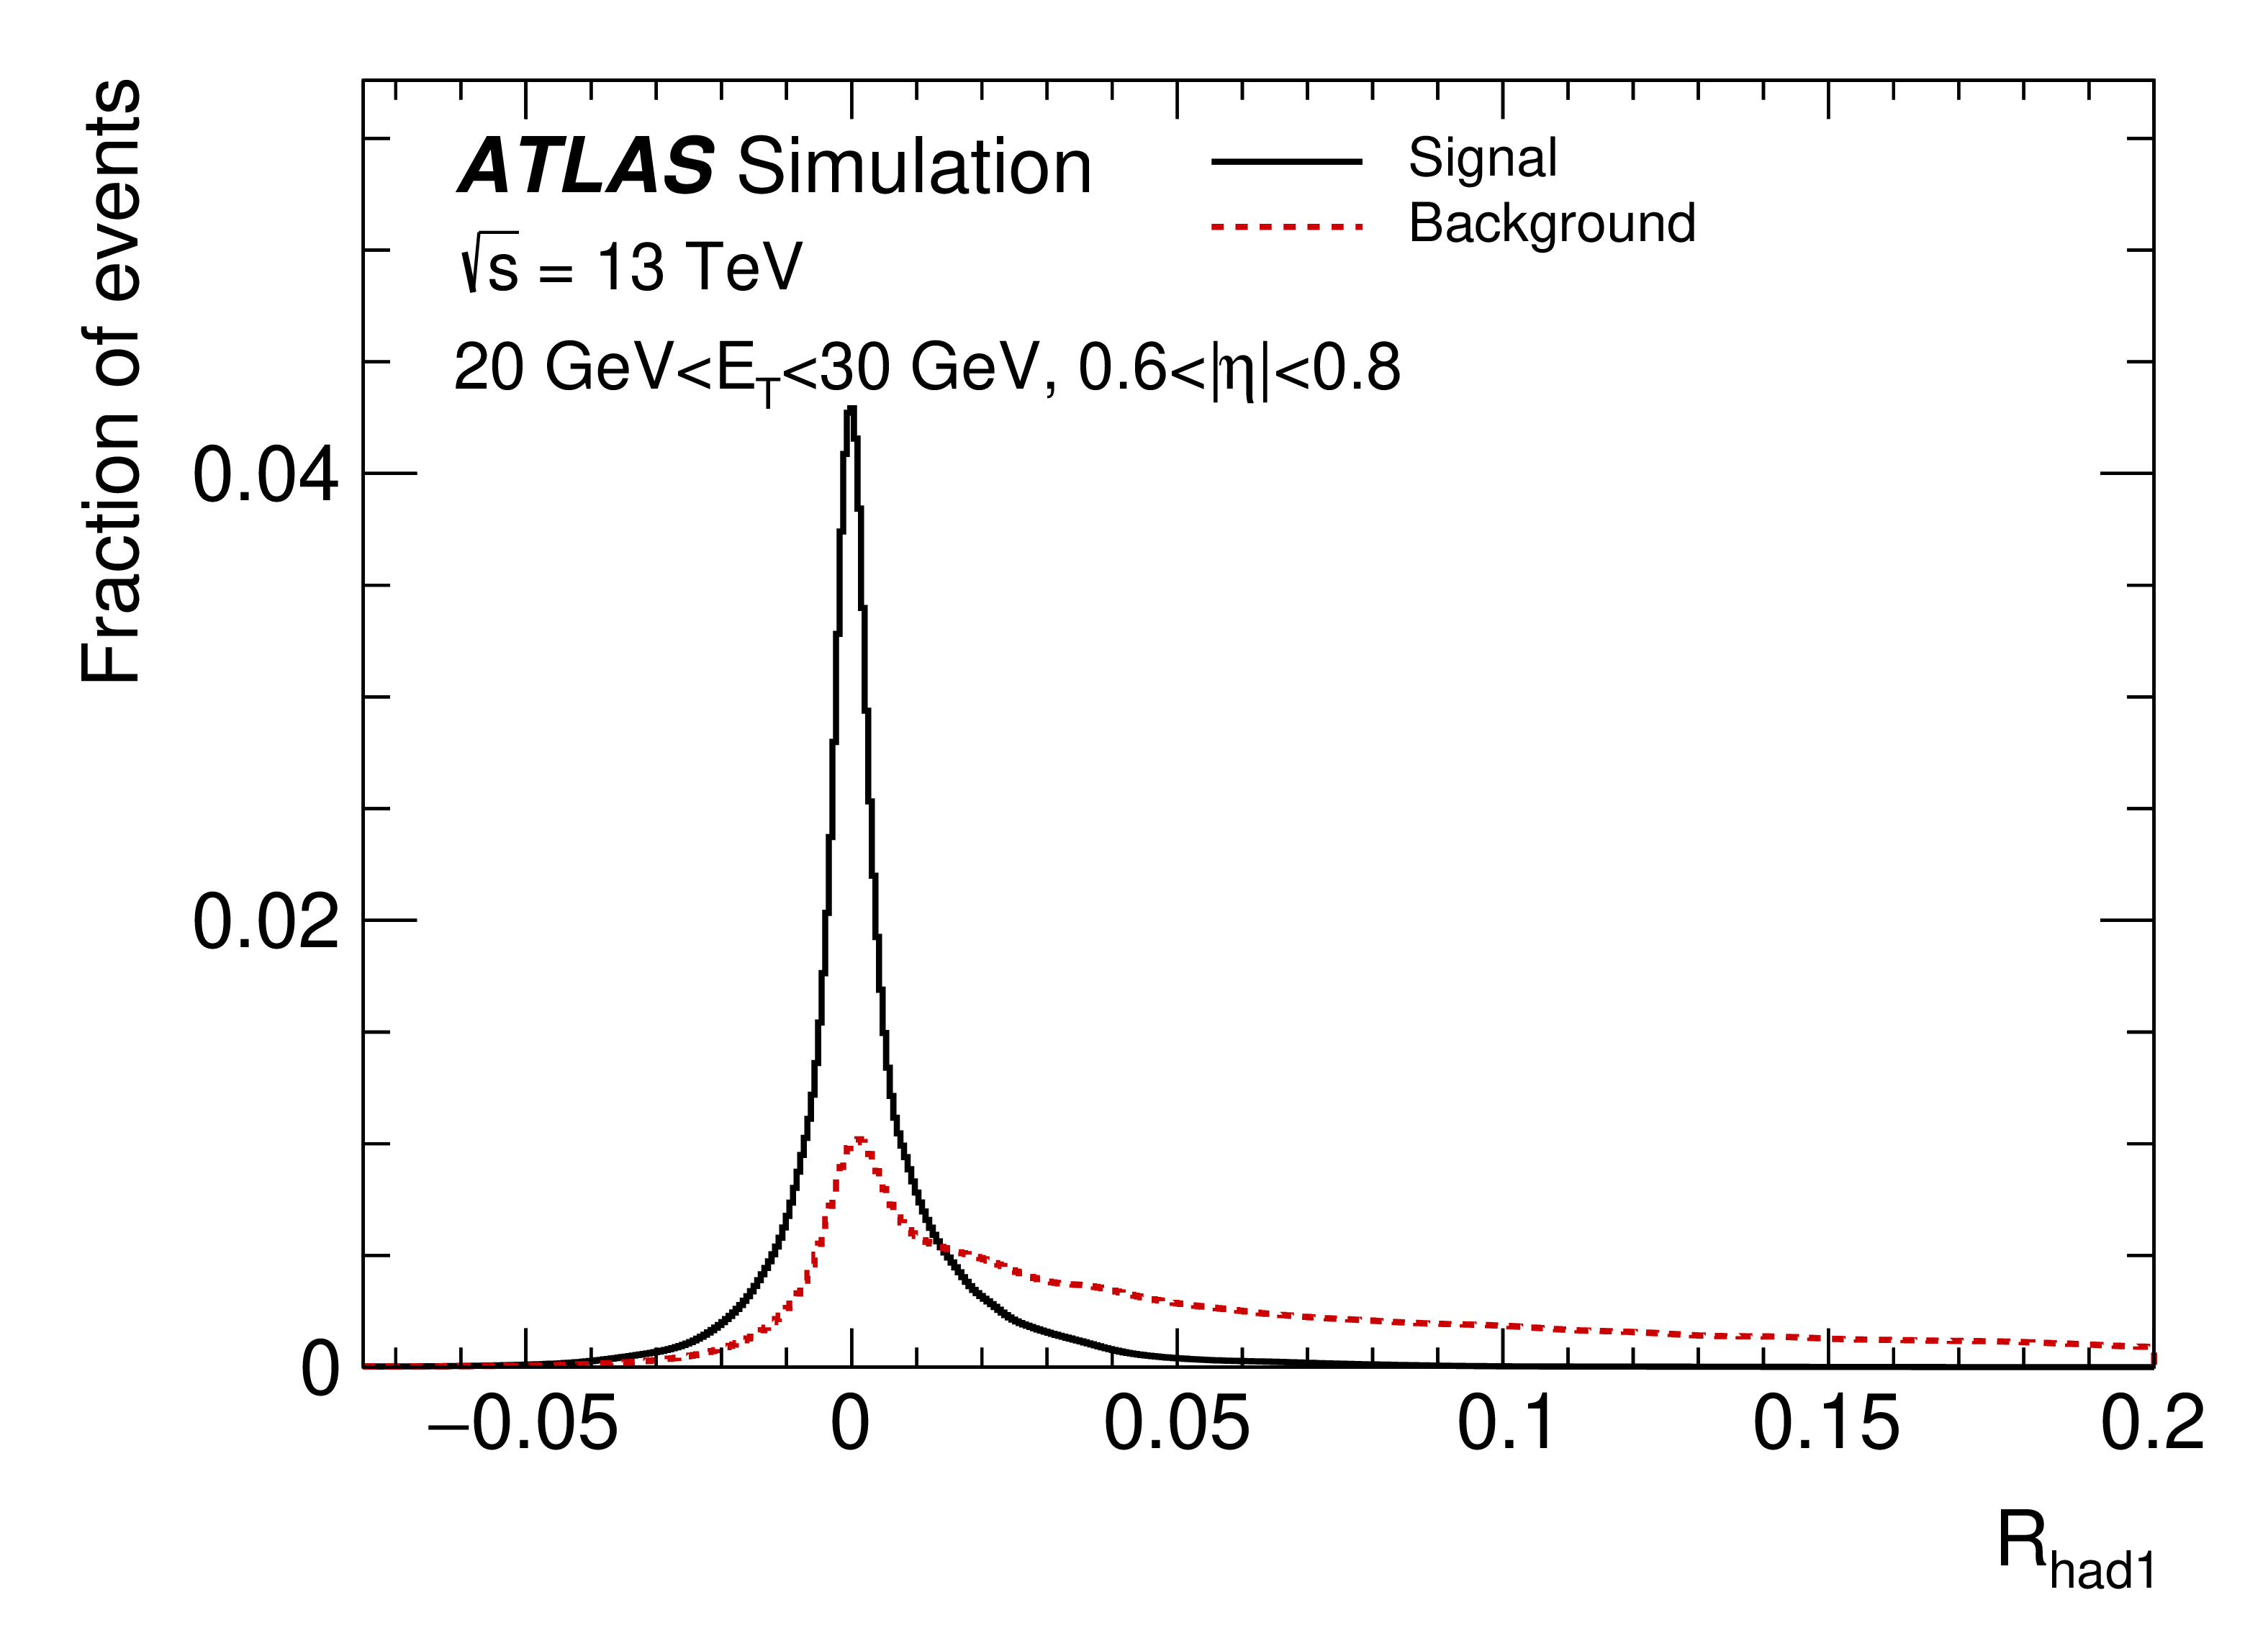 Fraction of events
ATLAS Simulation
√s = 13 TeV
20 GeV<E_T<30 GeV, 0.6<|η|<0.8
Signal
Background
0.04
0.02
0
−0.05 0 0.05 0.1 0.15 0.2
R_had1